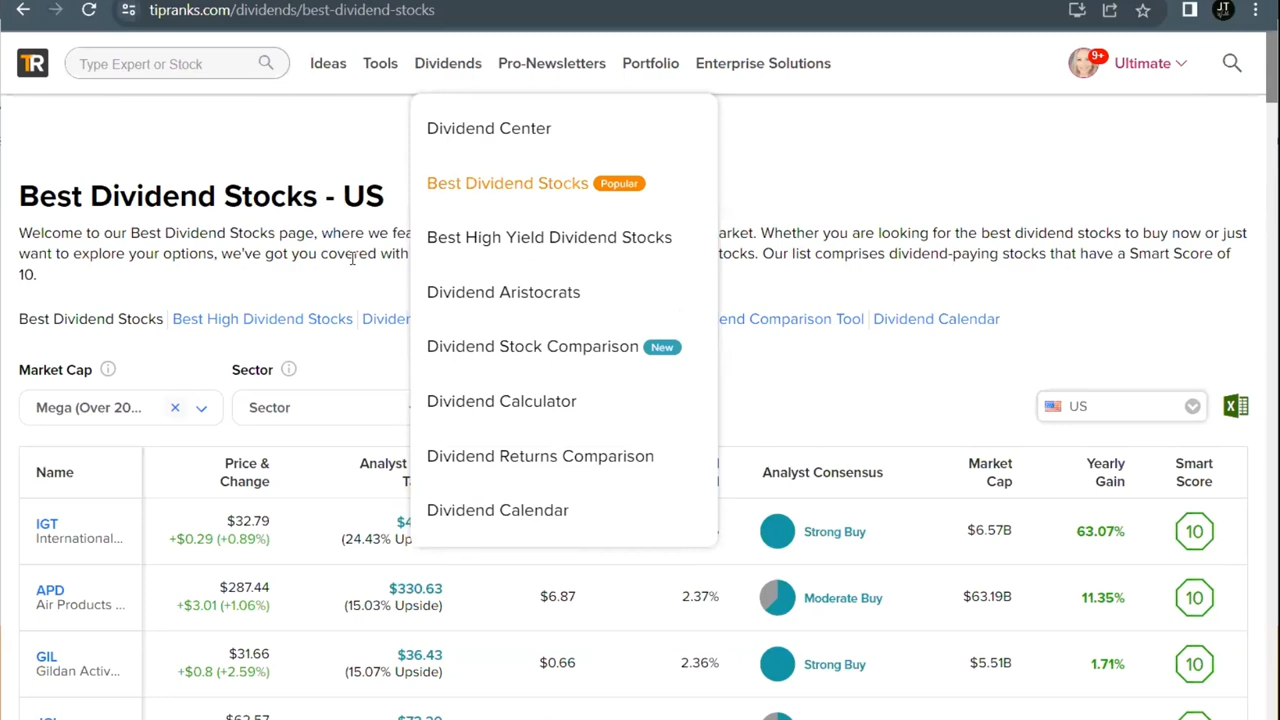 tipranks.com/dividends/best-dividend-stocks
JT
TR
Type Expert or Stock
Ideas
Tools
Dividends
Pro-Newsletters
Portfolio
Enterprise Solutions
9+
Ultimate
Dividend Center
Best Dividend Stocks Popular
Best High Yield Dividend Stocks
Dividend Aristocrats
Dividend Stock Comparison New
Dividend Calculator
Dividend Returns Comparison
Dividend Calendar
Best Dividend Stocks - US
Welcome to our Best Dividend Stocks page, where we fea
arket. Whether you are looking for the best dividend stocks to buy now or just
want to explore your options, we've got you covered with
tocks. Our list comprises dividend-paying stocks that have a Smart Score of
10.
Best Dividend Stocks
Best High Dividend Stocks
Divider
end Comparison Tool
Dividend Calendar
Market Cap
Sector
Mega (Over 20...
Sector
US
Name
Price &
Change
Analyst
Analyst Consensus
Market
Cap
Yearly
Gain
Smart
Score
IGT
International...
$32.79
+$0.29 (+0.89%)
(24.43% Up
Strong Buy
$6.57B
63.07%
10
APD
Air Products ...
$287.44
+$3.01 (+1.06%)
$330.63
(15.03% Upside)
$6.87
2.37%
Moderate Buy
$63.19B
11.35%
10
GIL
Gildan Activ...
$31.66
+$0.8 (+2.59%)
$36.43
(15.07% Upside)
$0.66
2.36%
Strong Buy
$5.51B
1.71%
10